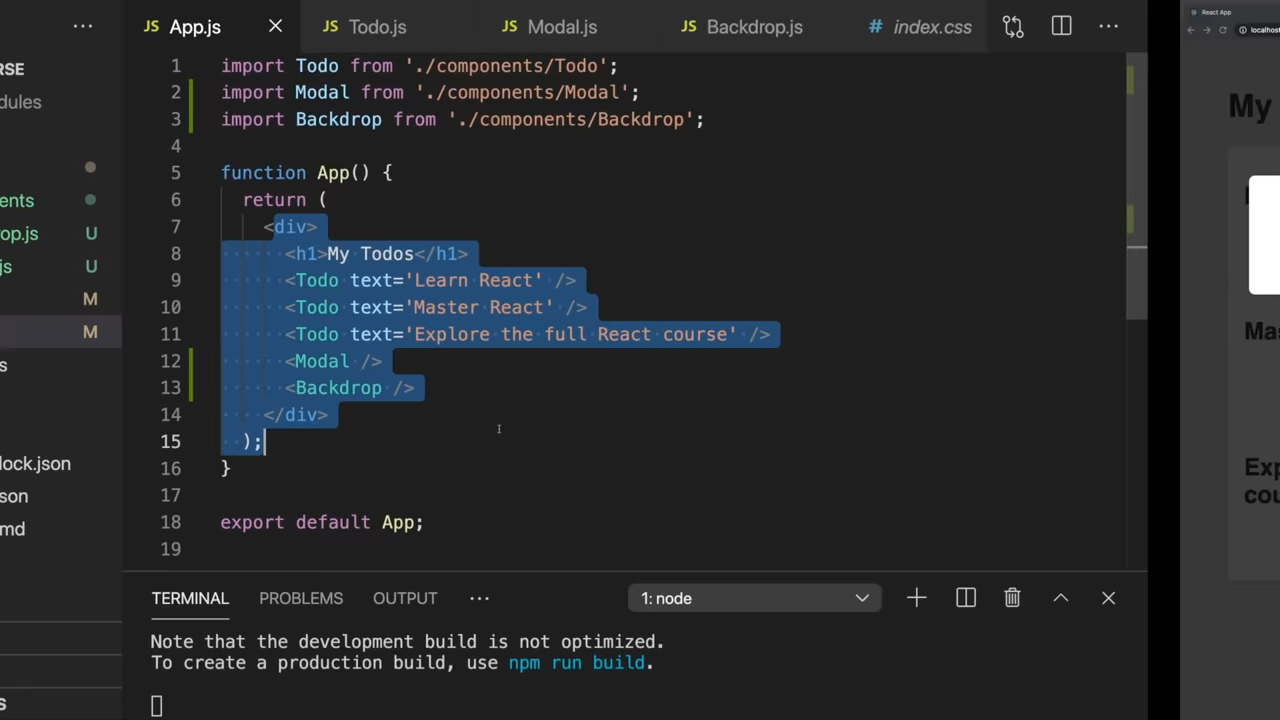 JS App.js
JS Todo.js
JS Modal.js
JS Backdrop.js
# index.css
RSE
dules
ents
op.js U
js U
M
M
s
lock.json
son
md
S
1 import Todo from './components/Todo';
2 import Modal from './components/Modal';
3 import Backdrop from './components/Backdrop';
4
5 function App() {
6 return (
7 <div>
8 <h1>My Todos</h1>
9 <Todo text='Learn React' />
10 <Todo text='Master React' />
11 <Todo text='Explore the full React course' />
12 <Modal />
13 <Backdrop />
14 </div>
15 );
16 }
17
18 export default App;
19
TERMINAL PROBLEMS OUTPUT ··· 1: node
Note that the development build is not optimized.
To create a production build, use npm run build.
React App
localhost
My
Mas
Exp
cou